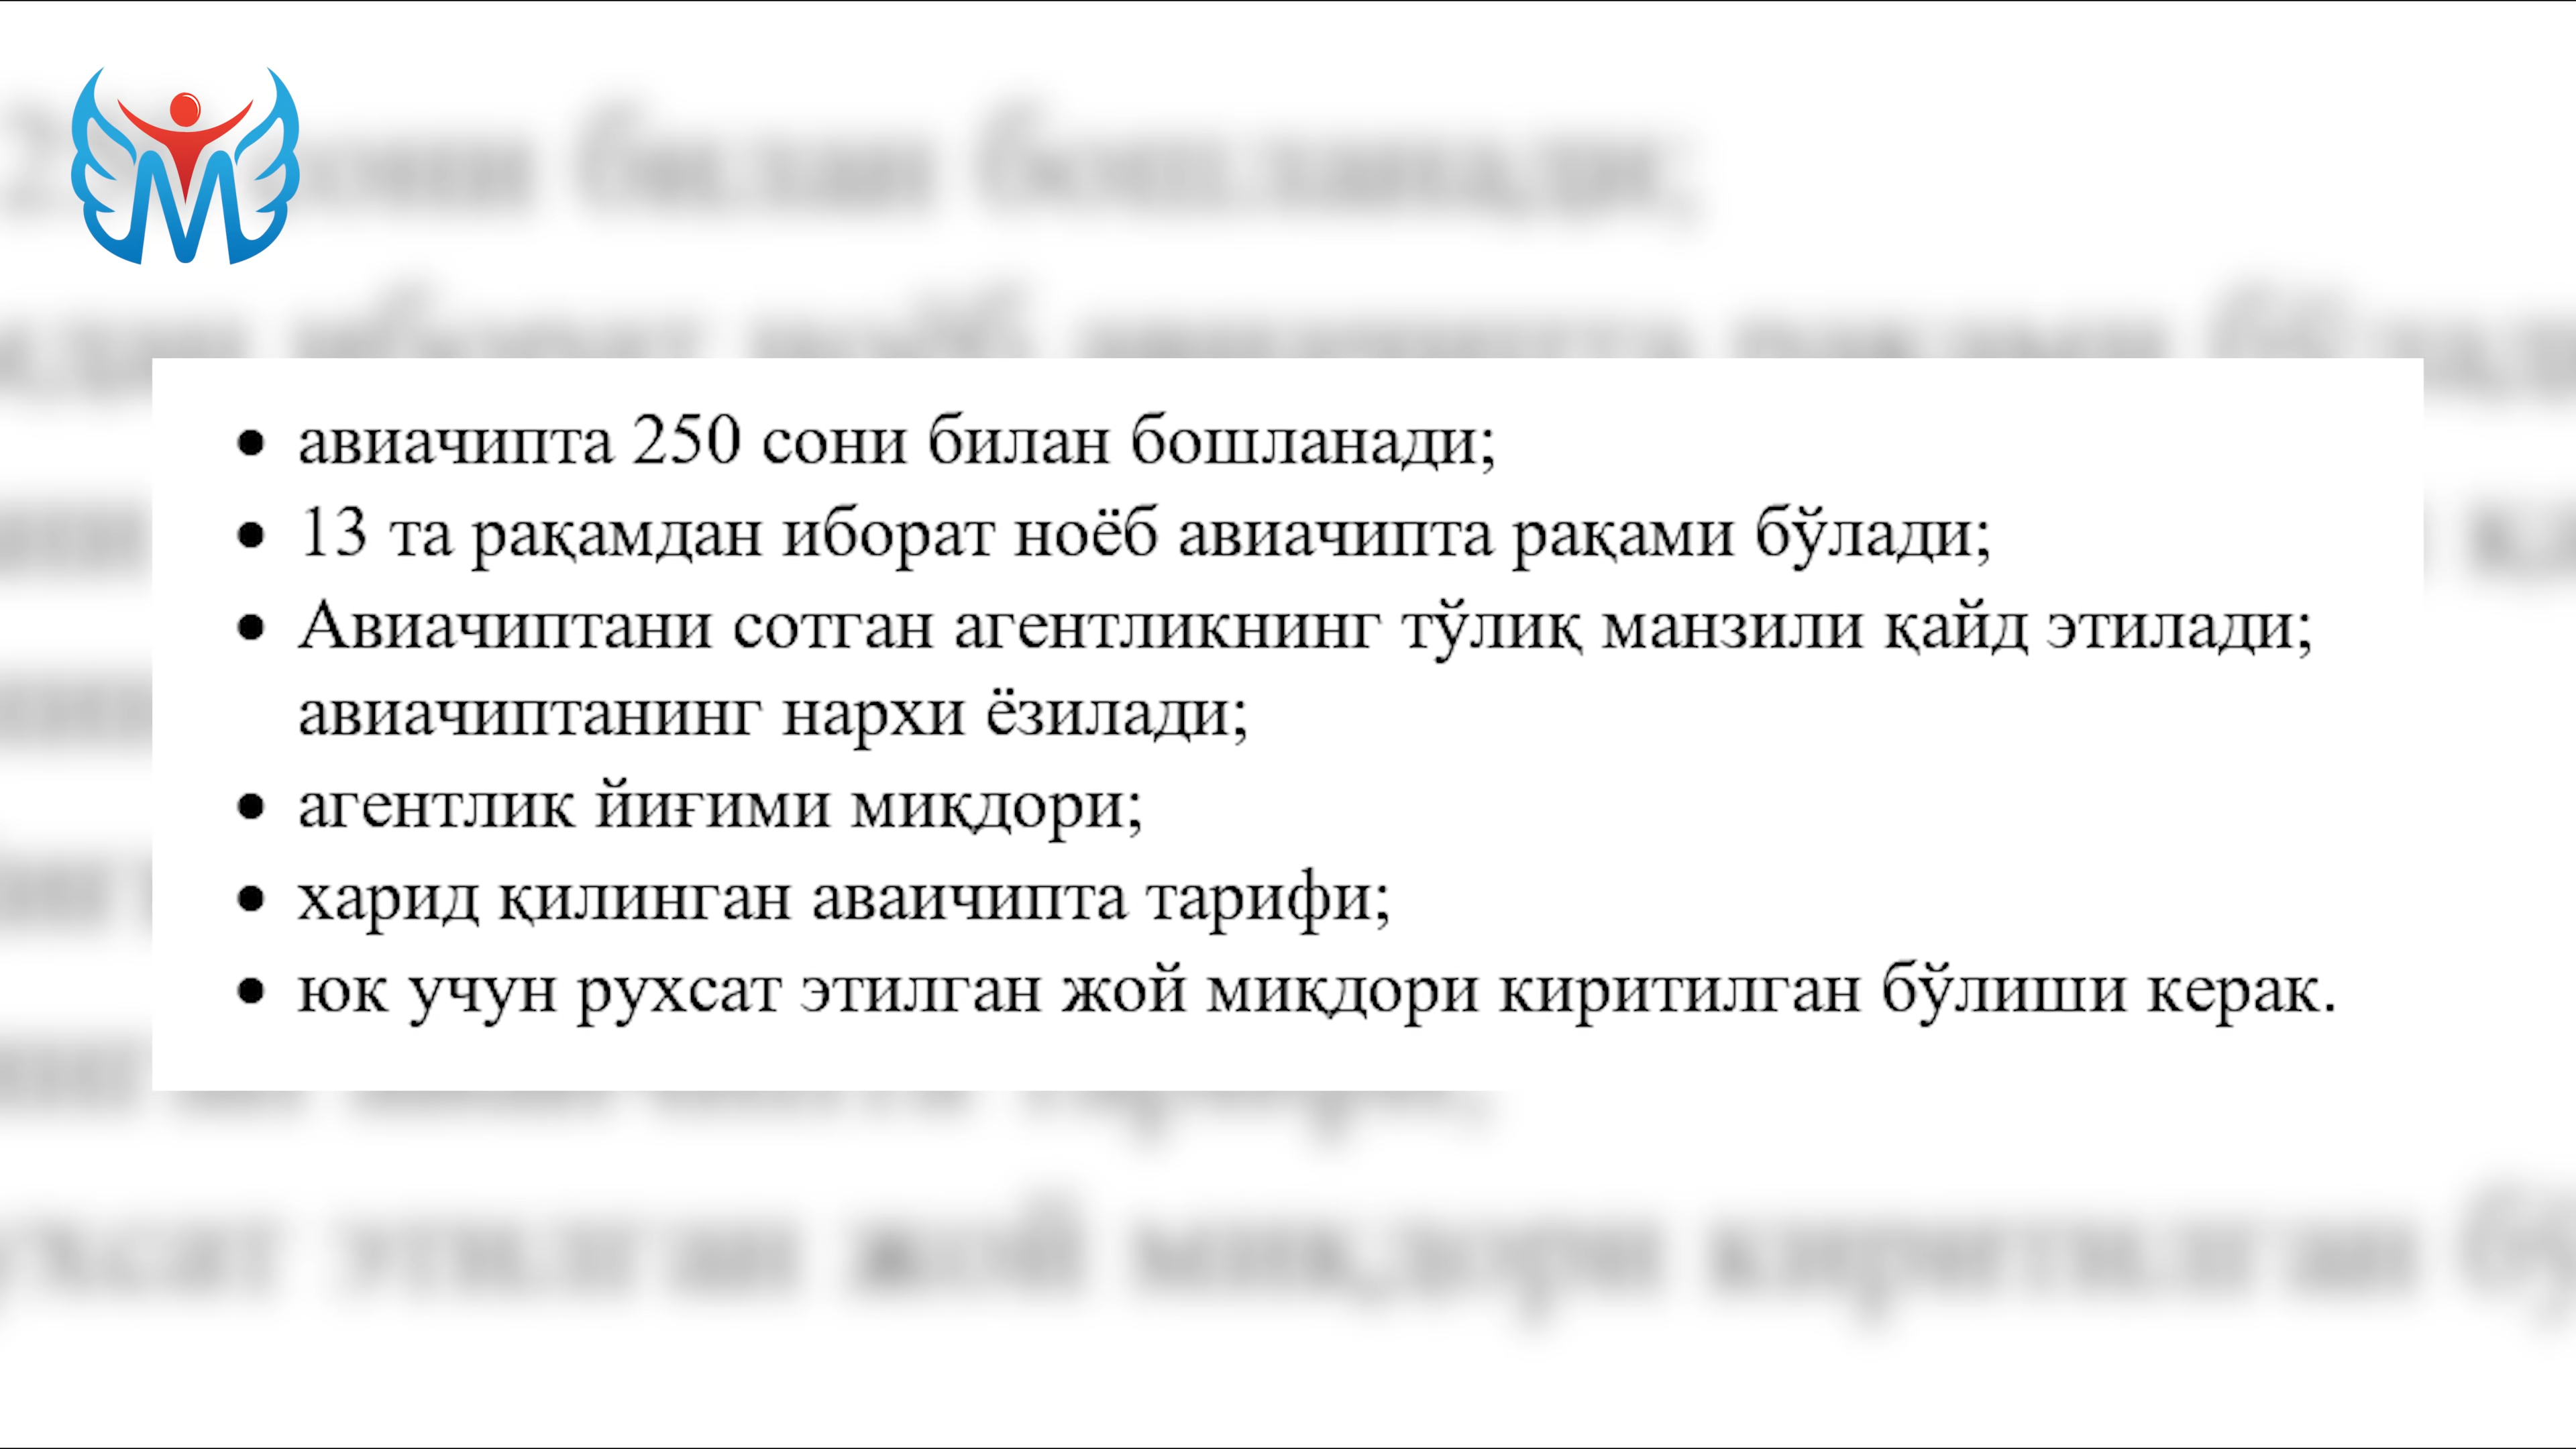 • авиачипта 250 сони билан бошланади;
• 13 та рақамдан иборат ноёб авиачипта рақами бўлади;
• Авиачиптани сотган агентликнинг тўлиқ манзили қайд этилади;
авиачиптанинг нархи ёзилади;
• агентлик йиғими миқдори;
• харид қилинган аваичипта тарифи;
• юк учун рухсат этилган жой миқдори киритилган бўлиши керак.